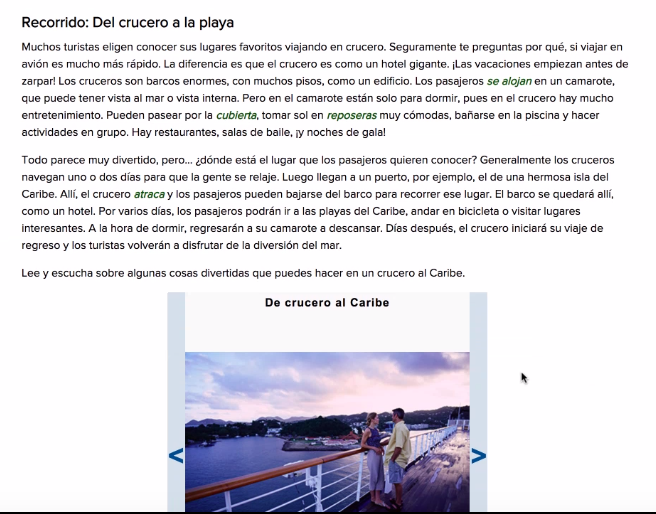 Recorrido: Del crucero a la playa
Muchos turistas eligen conocer sus lugares favoritos viajando en crucero. Seguramente te preguntas por qué, si viajar en
avión es mucho más rápido. La diferencia es que el crucero es como un hotel gigante. ¡Las vacaciones empiezan antes de
zarpar! Los cruceros son barcos enormes, con muchos pisos, como un edificio. Los pasajeros se alojan en un camarote,
que puede tener vista al mar o vista interna. Pero en el camarote están solo para dormir, pues en el crucero hay mucho
entretenimiento. Pueden pasear por la cubierta, tomar sol en reposeras muy cómodas, bañarse en la piscina y hacer
actividades en grupo. Hay restaurantes, salas de baile, ¡y noches de gala!
Todo parece muy divertido, pero... ¿dónde está el lugar que los pasajeros quieren conocer? Generalmente los cruceros
navegan uno o dos días para que la gente se relaje. Luego llegan a un puerto, por ejemplo, el de una hermosa isla del
Caribe. Allí, el crucero atraca y los pasajeros pueden bajarse del barco para recorrer ese lugar. El barco se quedará allí,
como un hotel. Por varios días, los pasajeros podrán ir a las playas del Caribe, andar en bicicleta o visitar lugares
interesantes. A la hora de dormir, regresarán a su camarote a descansar. Días después, el crucero iniciará su viaje de
regreso y los turistas volverán a disfrutar de la diversión del mar.
Lee y escucha sobre algunas cosas divertidas que puedes hacer en un crucero al Caribe.
De crucero al Caribe
< >